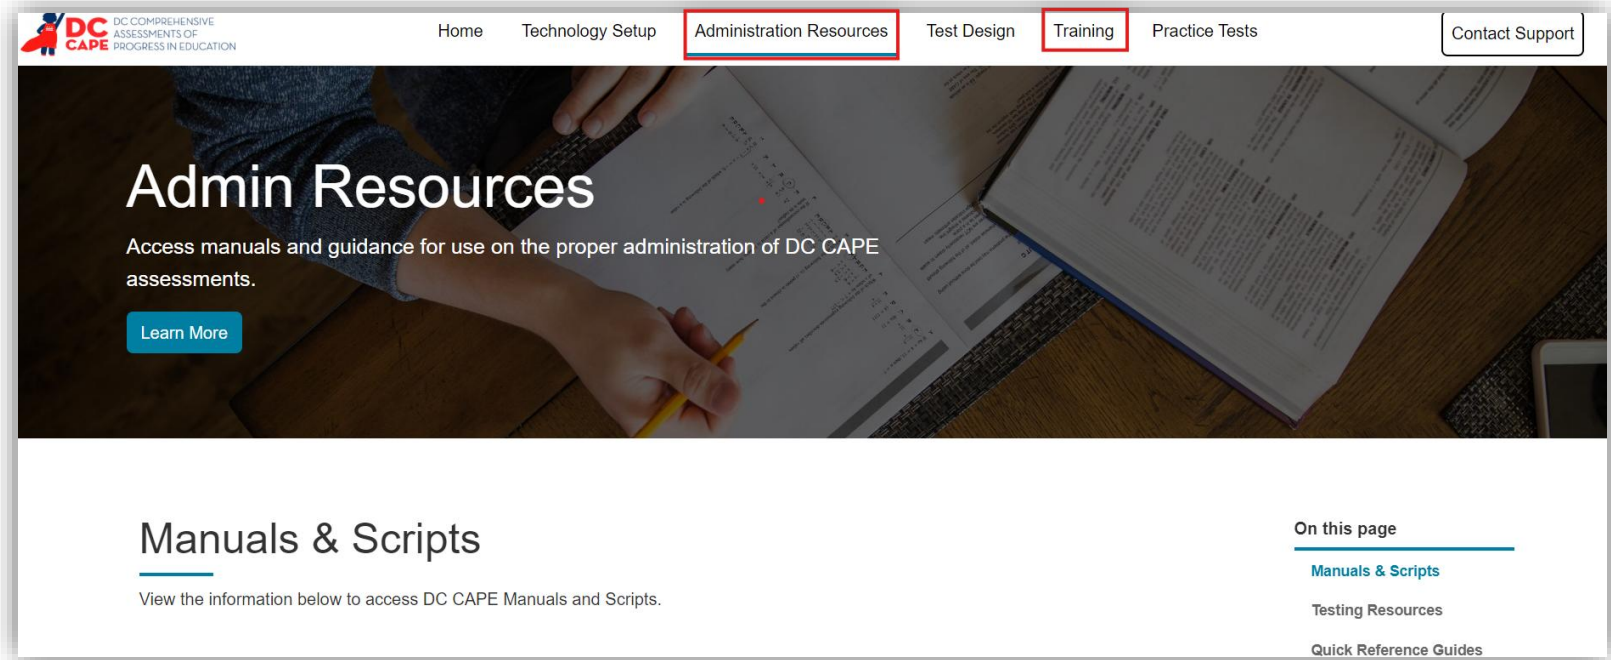 DC CAPE
DC COMPREHENSIVE
ASSESSMENTS OF
PROGRESS IN EDUCATION
Home
Technology Setup
Administration Resources
Test Design
Training
Practice Tests
Contact Support
Admin Resources
Access manuals and guidance for use on the proper administration of DC CAPE
assessments.
Learn More
Manuals & Scripts
View the information below to access DC CAPE Manuals and Scripts.
On this page
Manuals & Scripts
Testing Resources
Quick Reference Guides